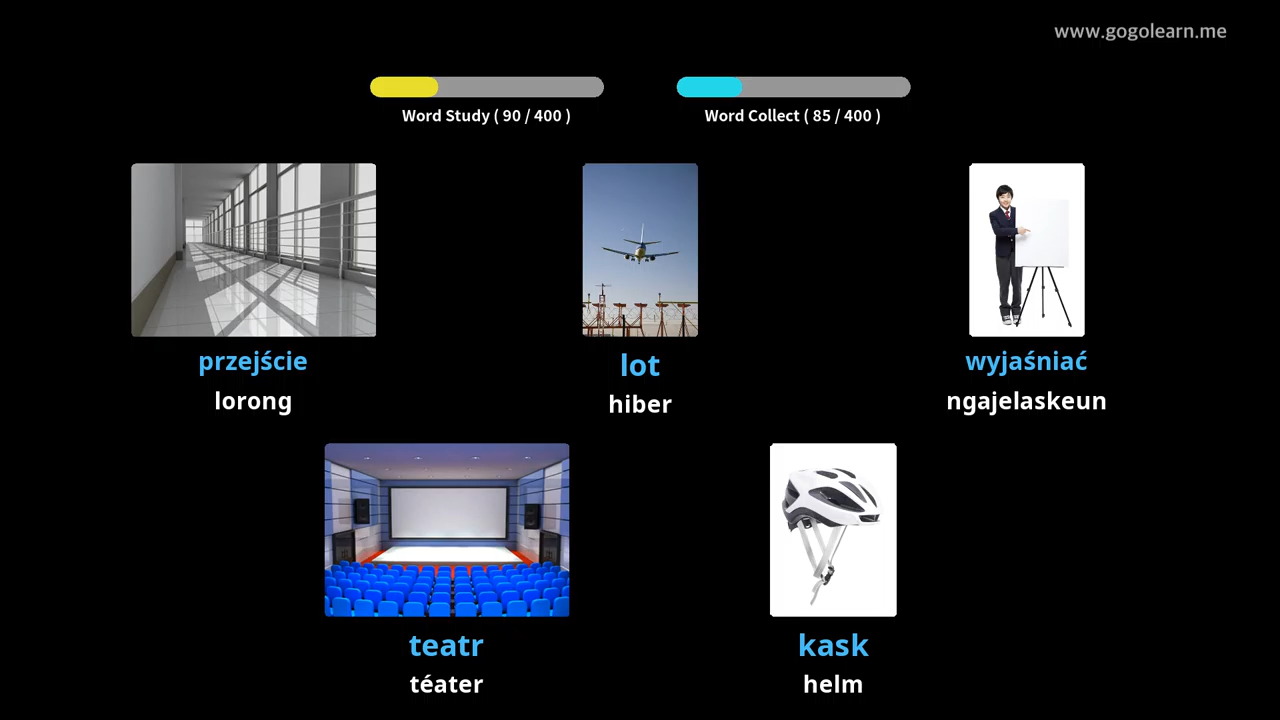 www.gogolearn.me
Word Study ( 90 / 400 )
Word Collect ( 85 / 400 )
przejście
lorong
lot
hiber
wyjaśniać
ngajelaskeun
teatr
téater
kask
helm